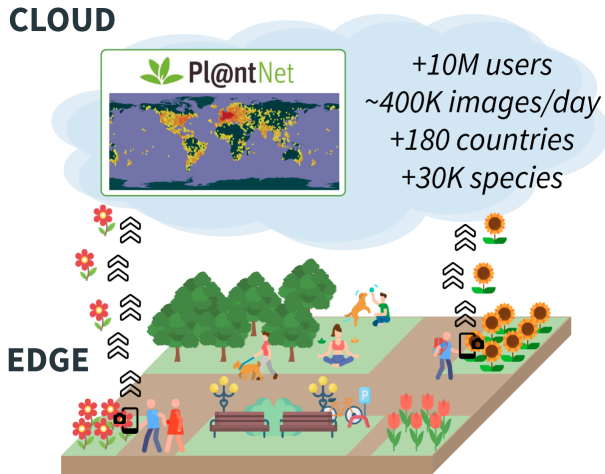 CLOUD
Pl@ntNet
+10M users
~400K images/day
+180 countries
+30K species
EDGE
P